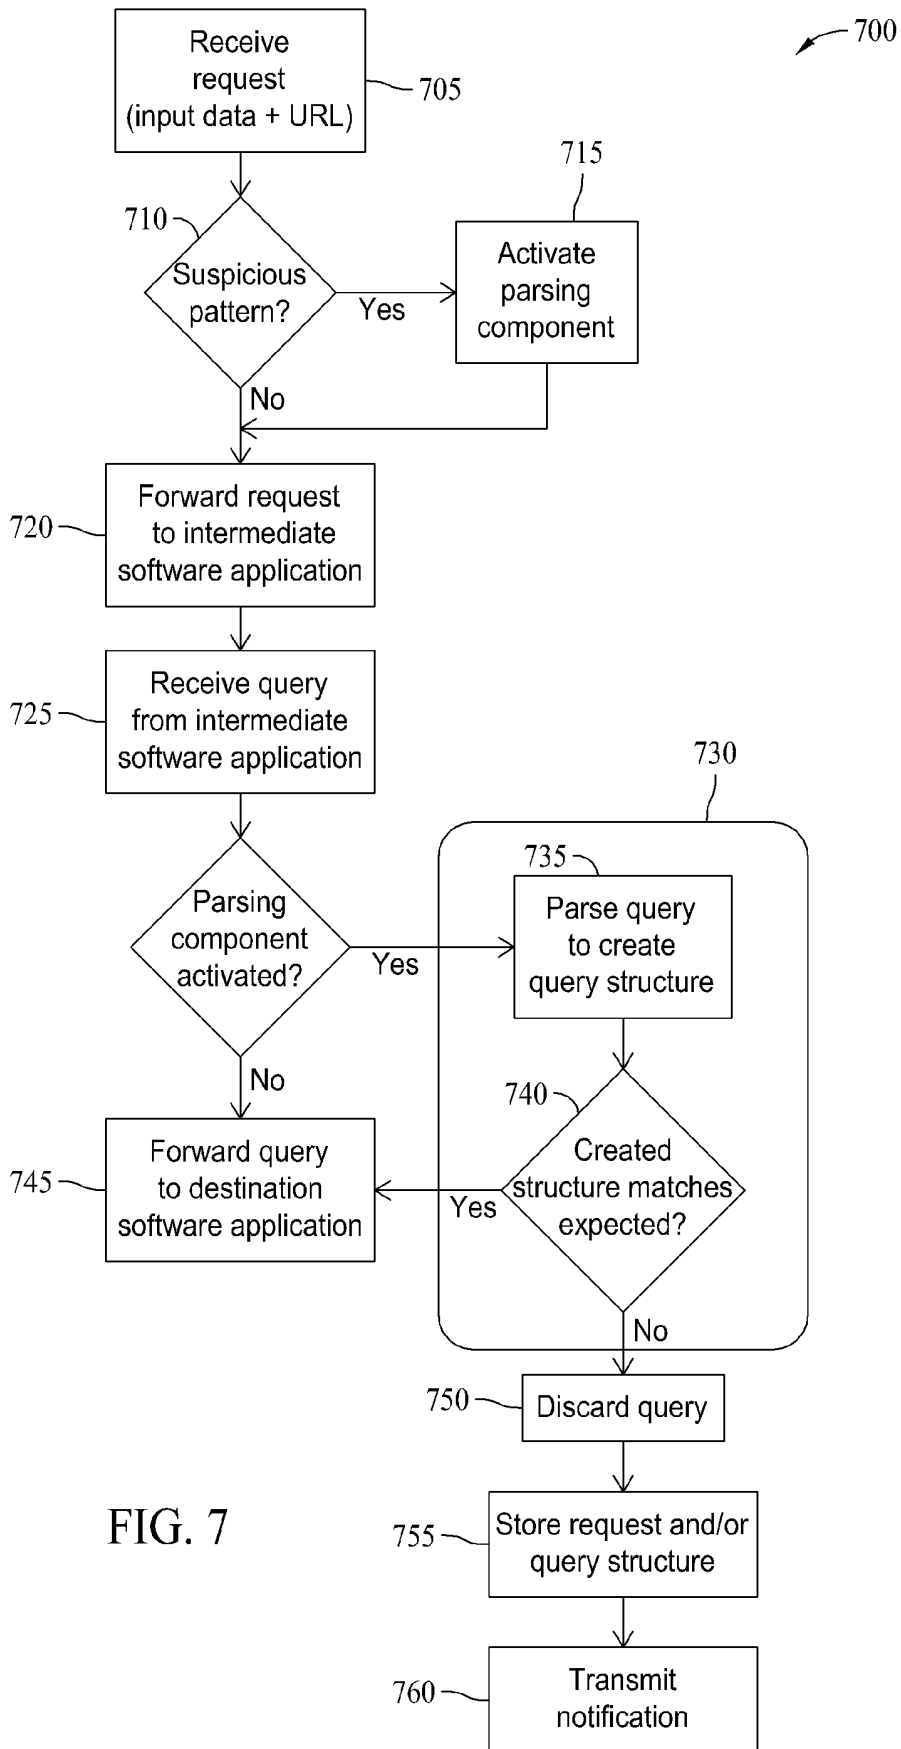 700
Receive
request
(input data + URL)
705
710
Suspicious
pattern?
Yes
No
715
Activate
parsing
component
720
Forward request
to intermediate
software application
725
Receive query
from intermediate
software application
Parsing
component
activated?
Yes
No
730
735
Parse query
to create
query structure
740
Created
structure matches
expected?
Yes
No
745
Forward query
to destination
software application
750
Discard query
755
Store request and/or
query structure
760
Transmit
notification
FIG. 7